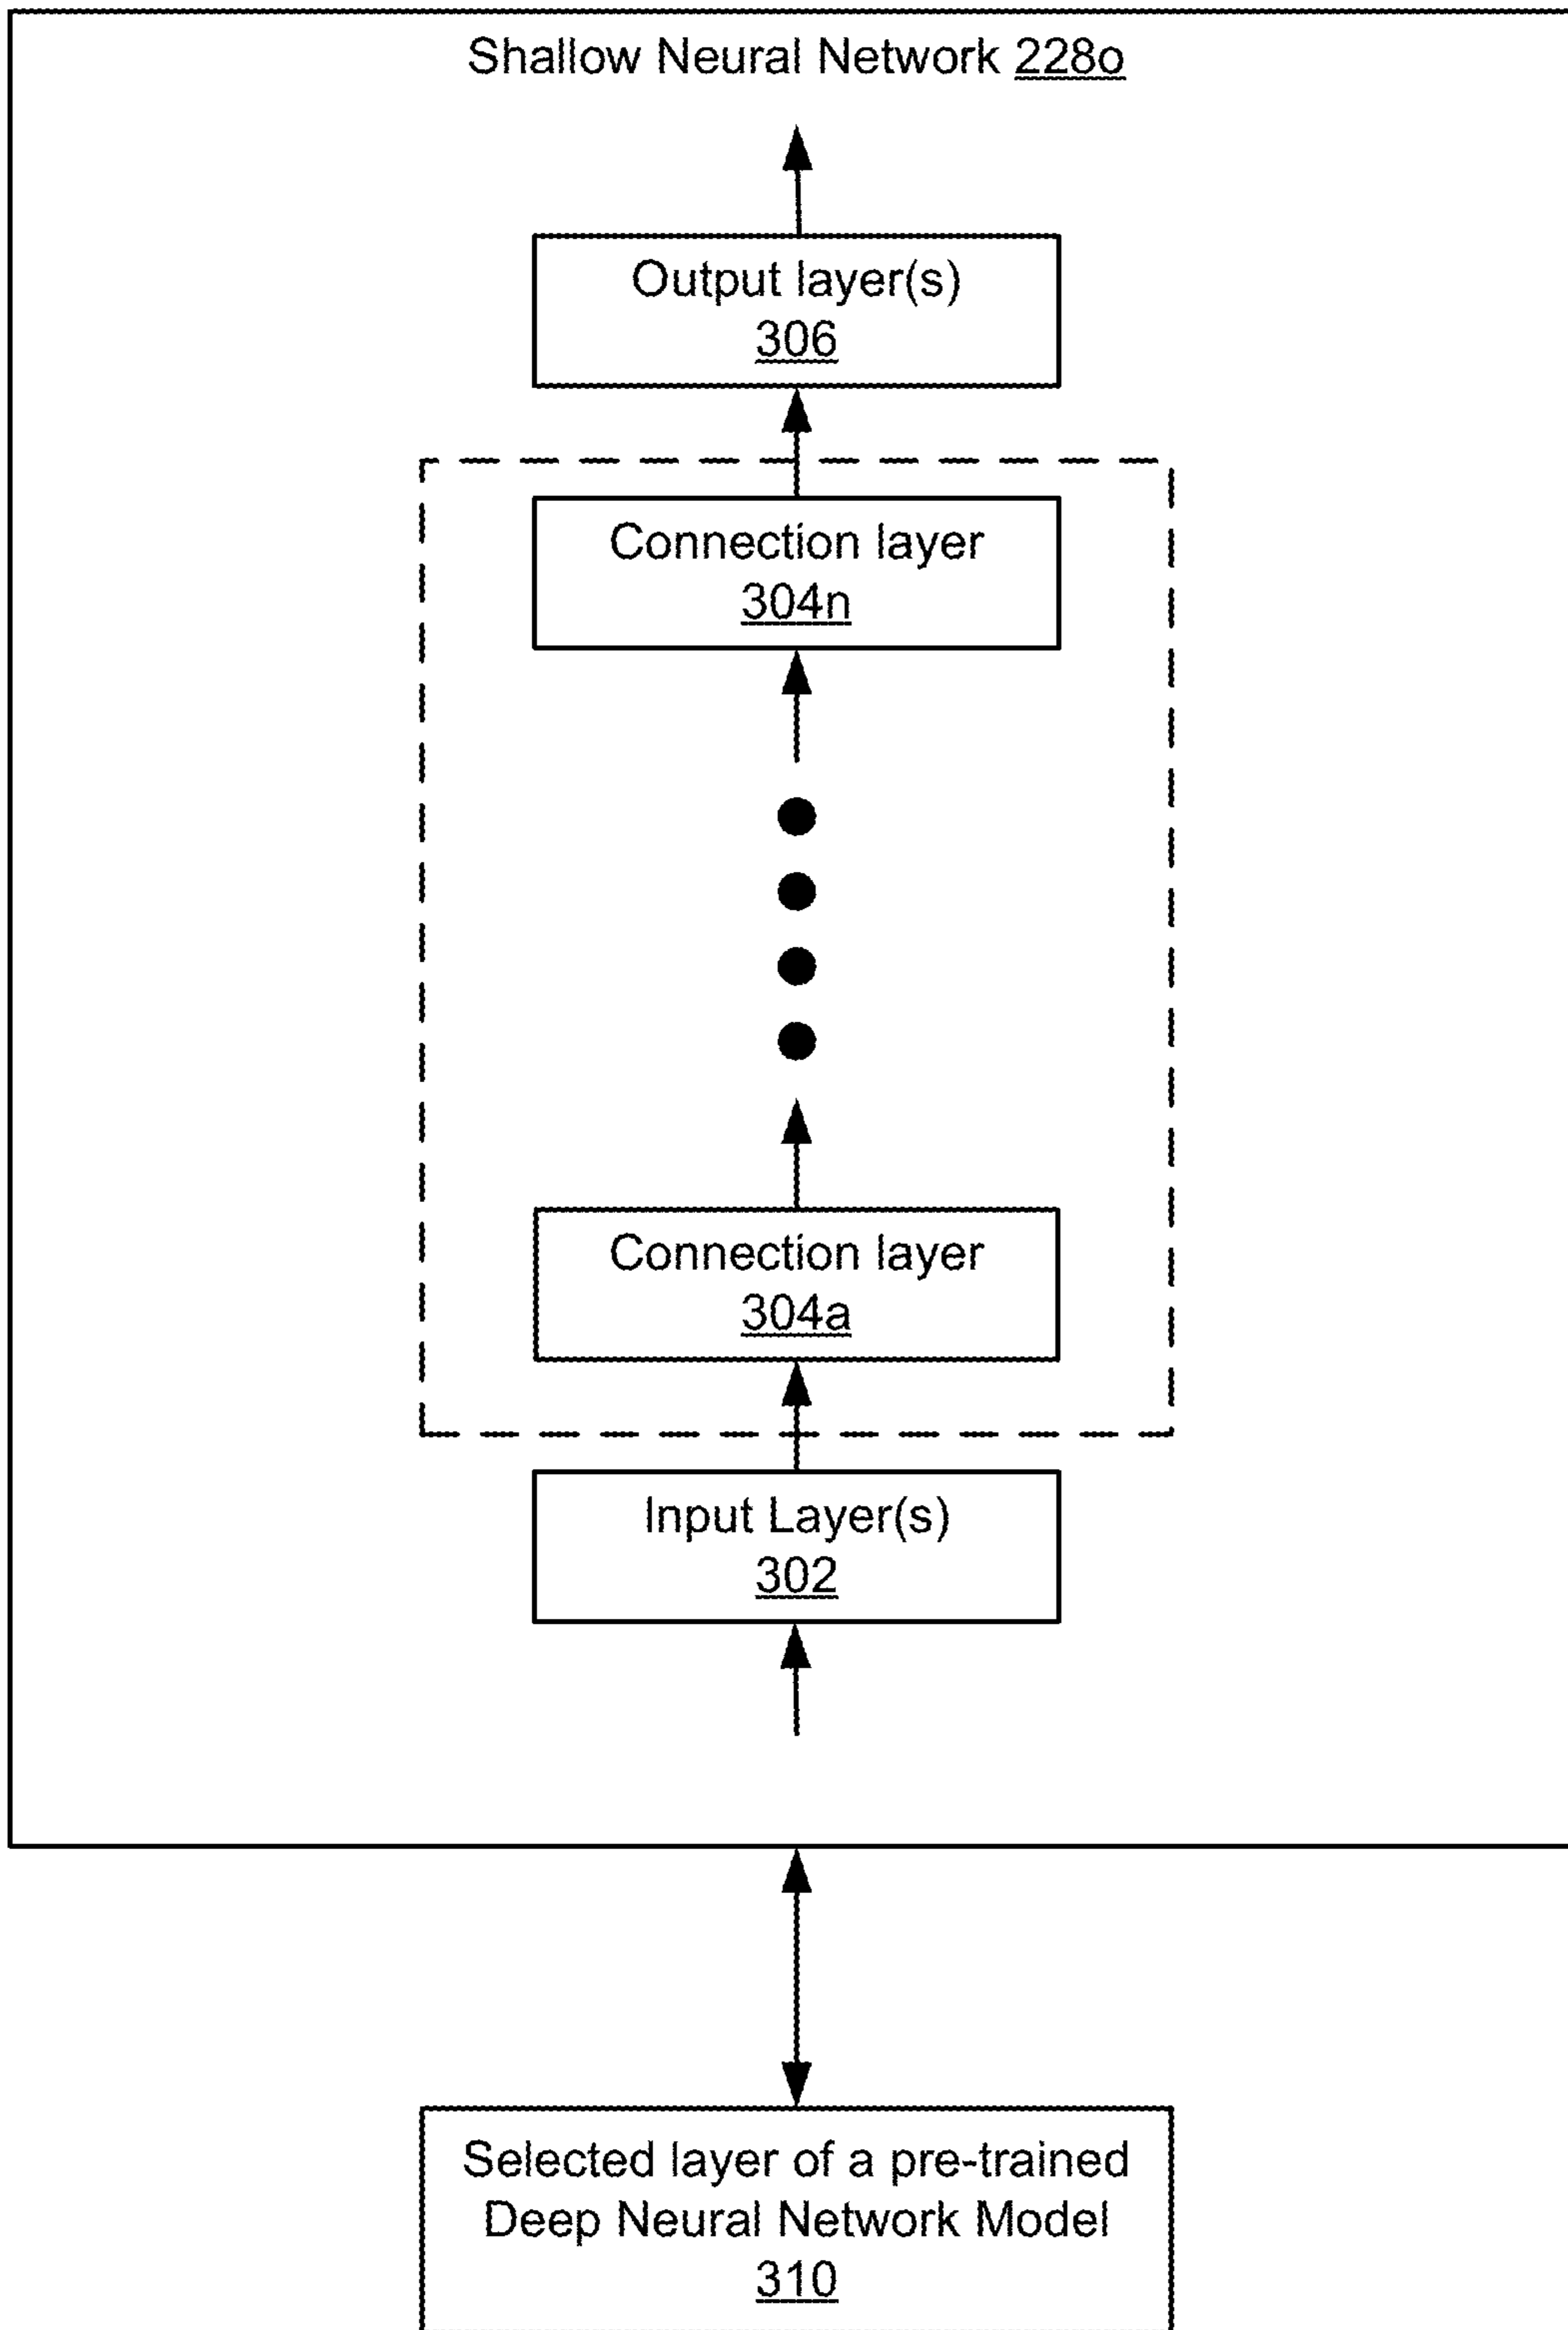 Shallow Neural Network 228o
Output layer(s)
306
Connection layer
304n
Connection layer
304a
Input Layer(s)
302
Selected layer of a pre-trained
Deep Neural Network Model
310